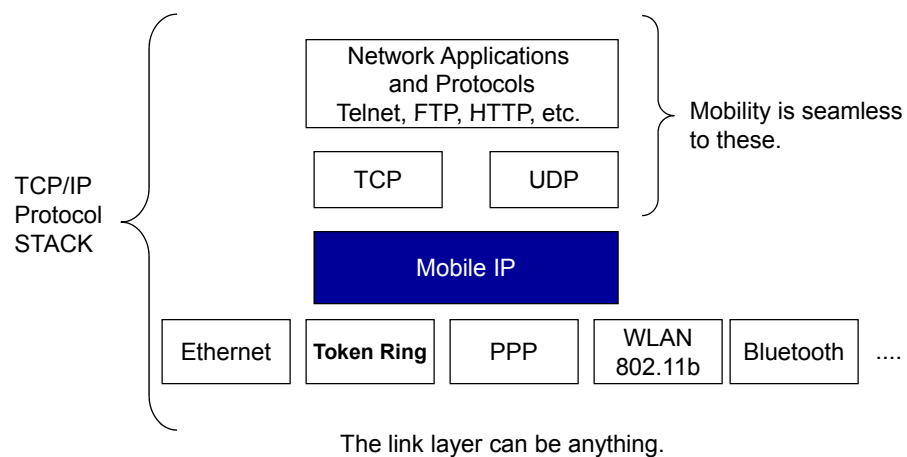 Network Applications
and Protocols
Telnet, FTP, HTTP, etc.
Mobility is seamless
to these.
TCP
UDP
TCP/IP
Protocol
STACK
Mobile IP
Ethernet
Token Ring
PPP
WLAN
802.11b
Bluetooth
....
The link layer can be anything.